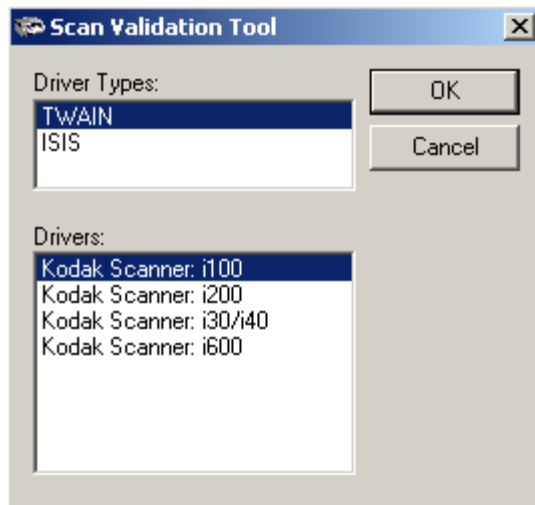 Scan Validation Tool
Driver Types:
TWAIN
ISIS
OK
Cancel
Drivers:
Kodak Scanner: i100
Kodak Scanner: i200
Kodak Scanner: i30/i40
Kodak Scanner: i600